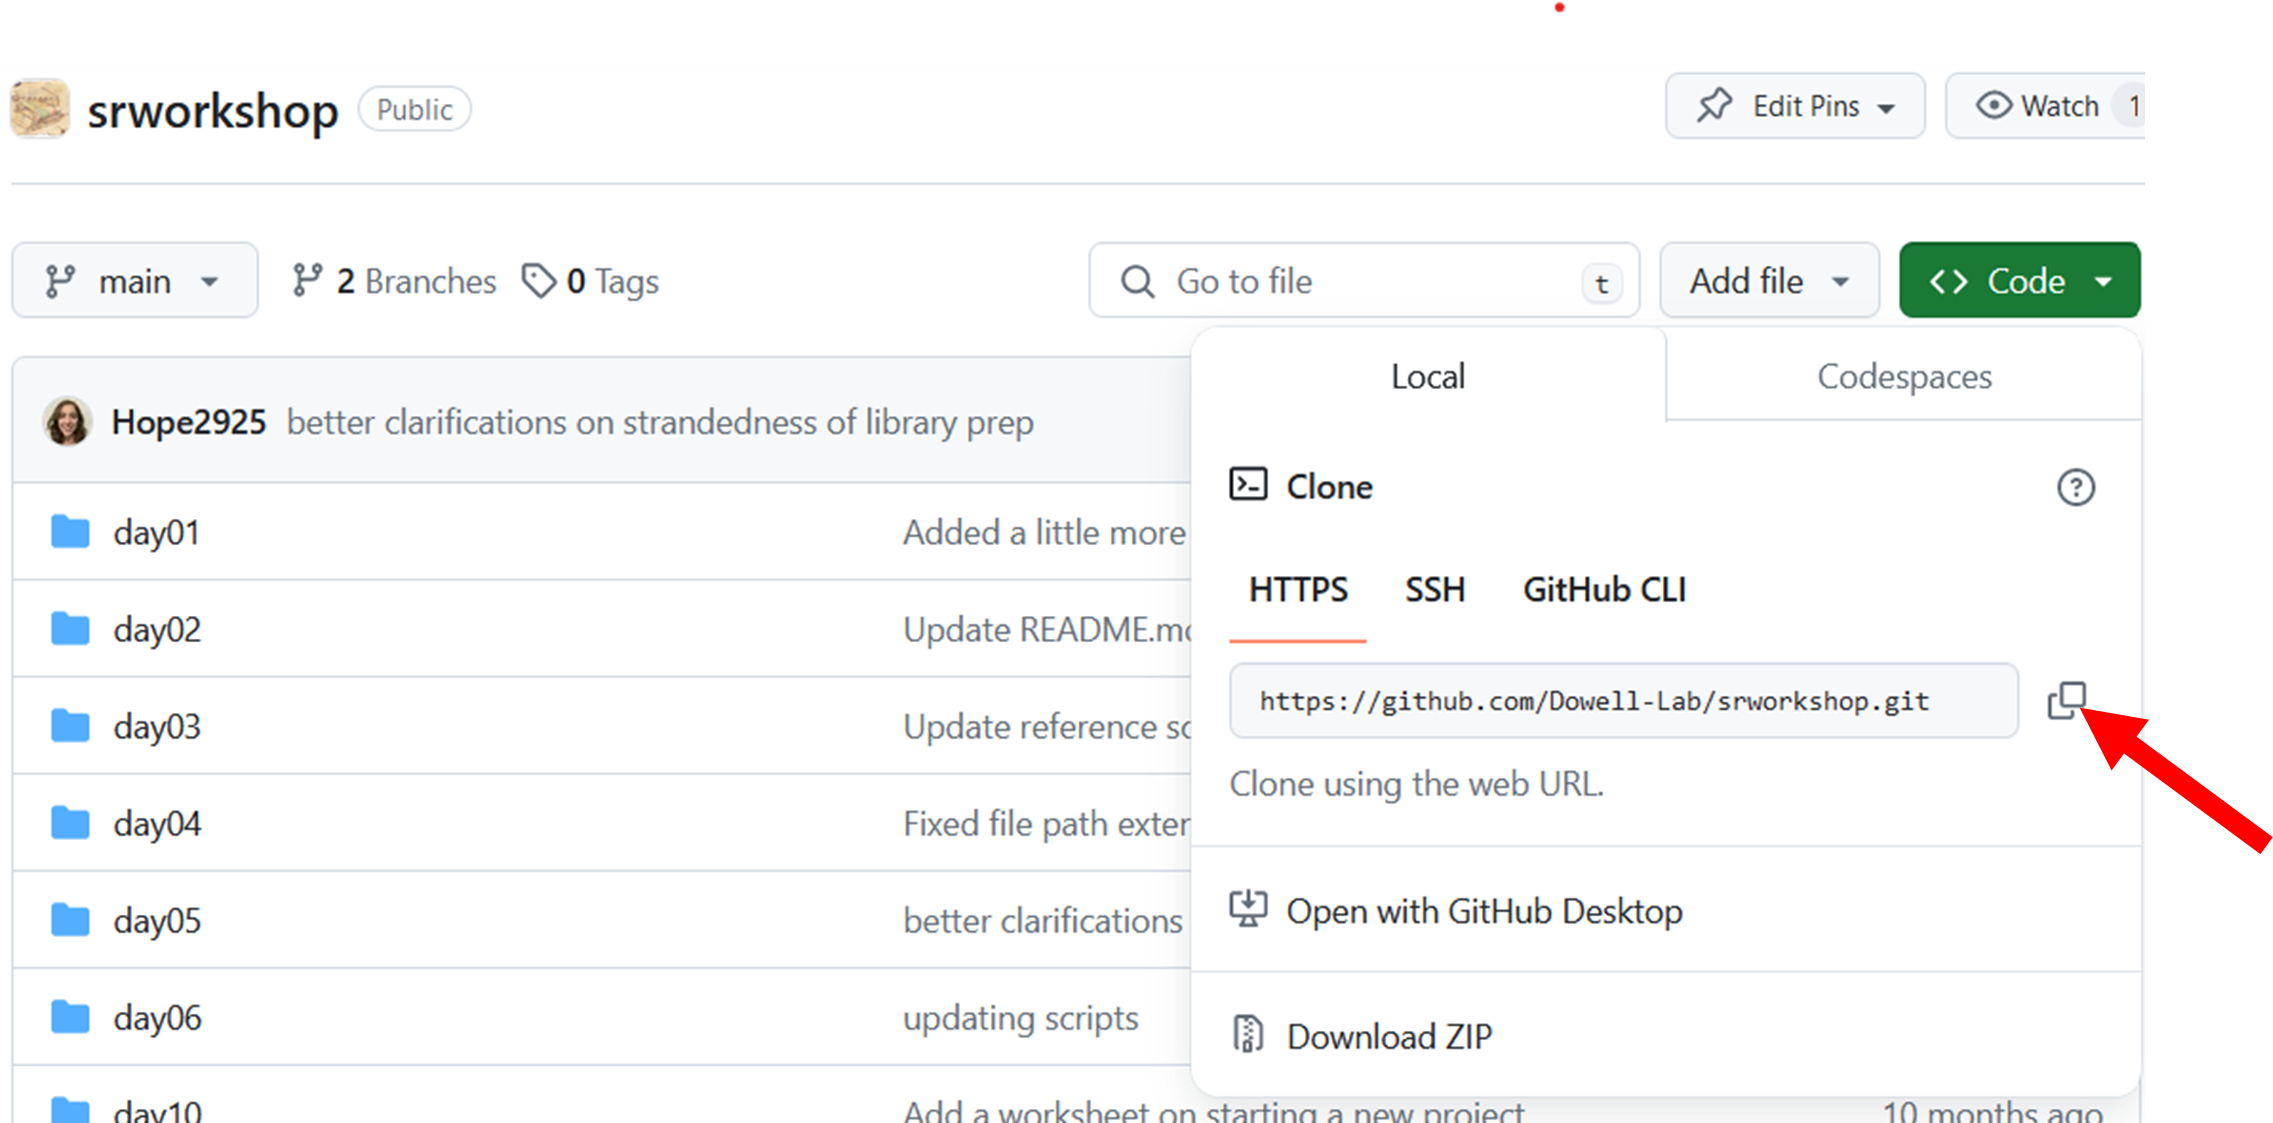 srworkshop Public
Edit Pins Watch 1
main 2 Branches 0 Tags
Go to file t Add file <> Code
Local Codespaces
Hope2925 better clarifications on strandedness of library prep
Clone
day01 Added a little more
HTTPS SSH GitHub CLI
day02 Update README.md
https://github.com/Dowell-Lab/srworkshop.git
day03 Update reference
Clone using the web URL.
day04 Fixed file path
day05 better clarifications
Open with GitHub Desktop
day06 updating scripts
Download ZIP
day10 Add a worksheet on starting a new project 10 months ago